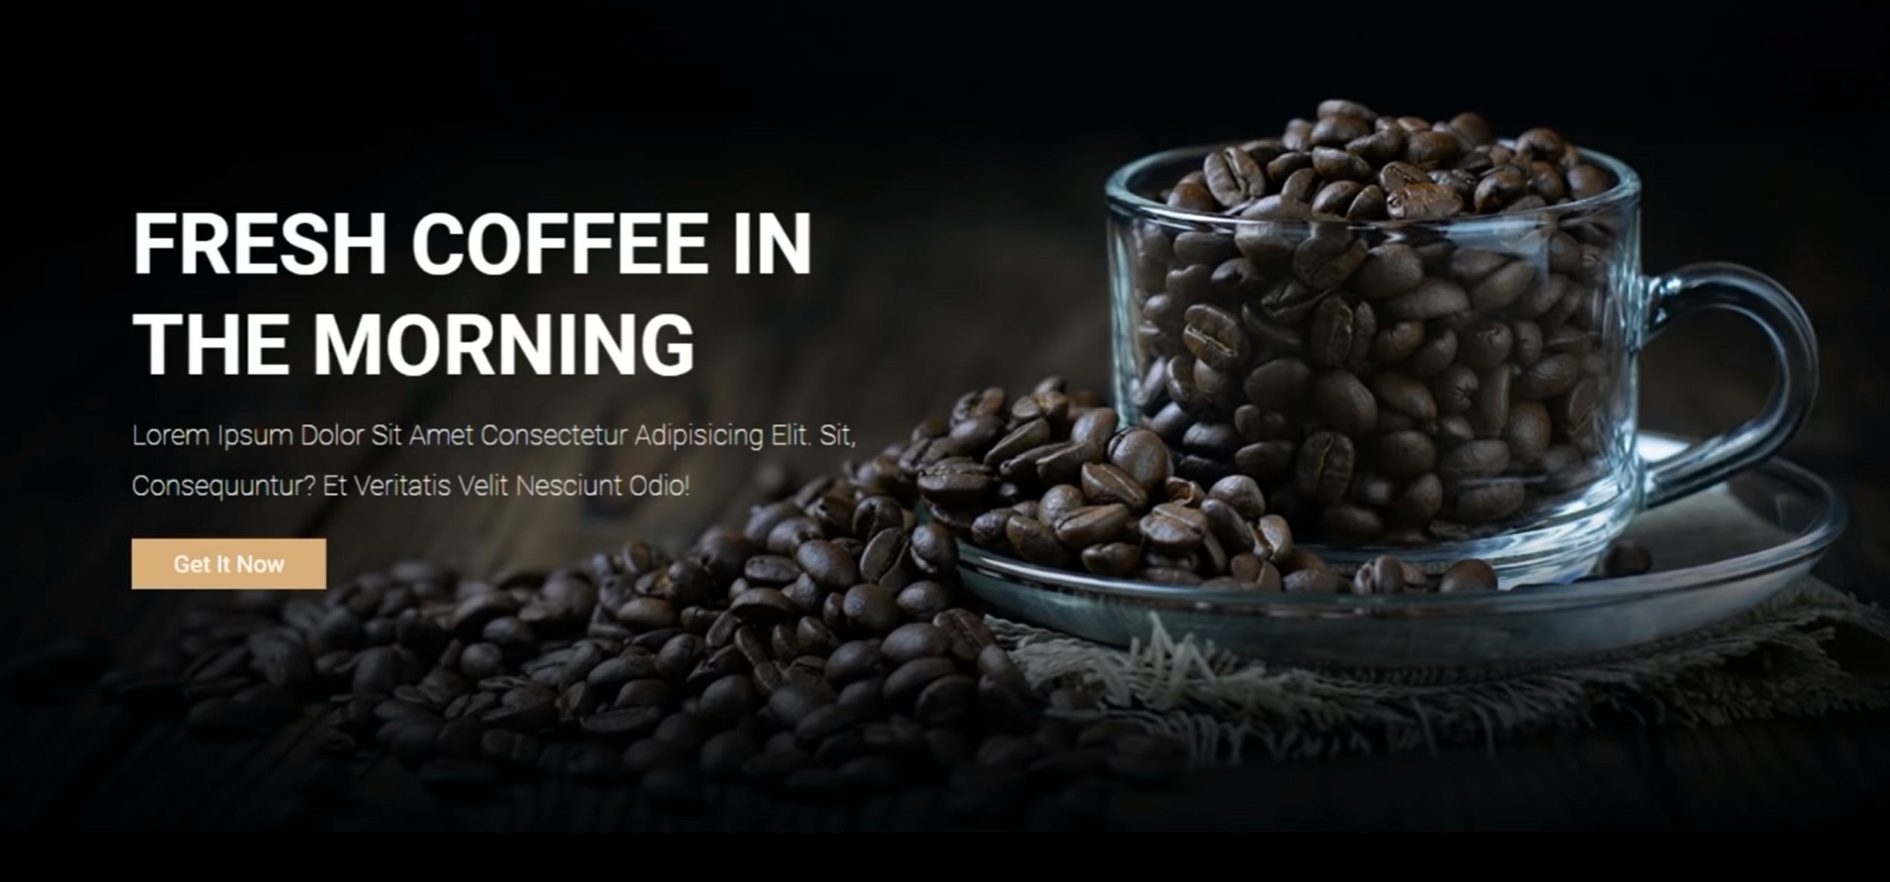 FRESH COFFEE IN
THE MORNING
Lorem Ipsum Dolor Sit Amet Consectetur Adipisicing Elit. Sit,
Consequuntur? Et Veritatis Velit Nesciunt Odio!
Get It Now